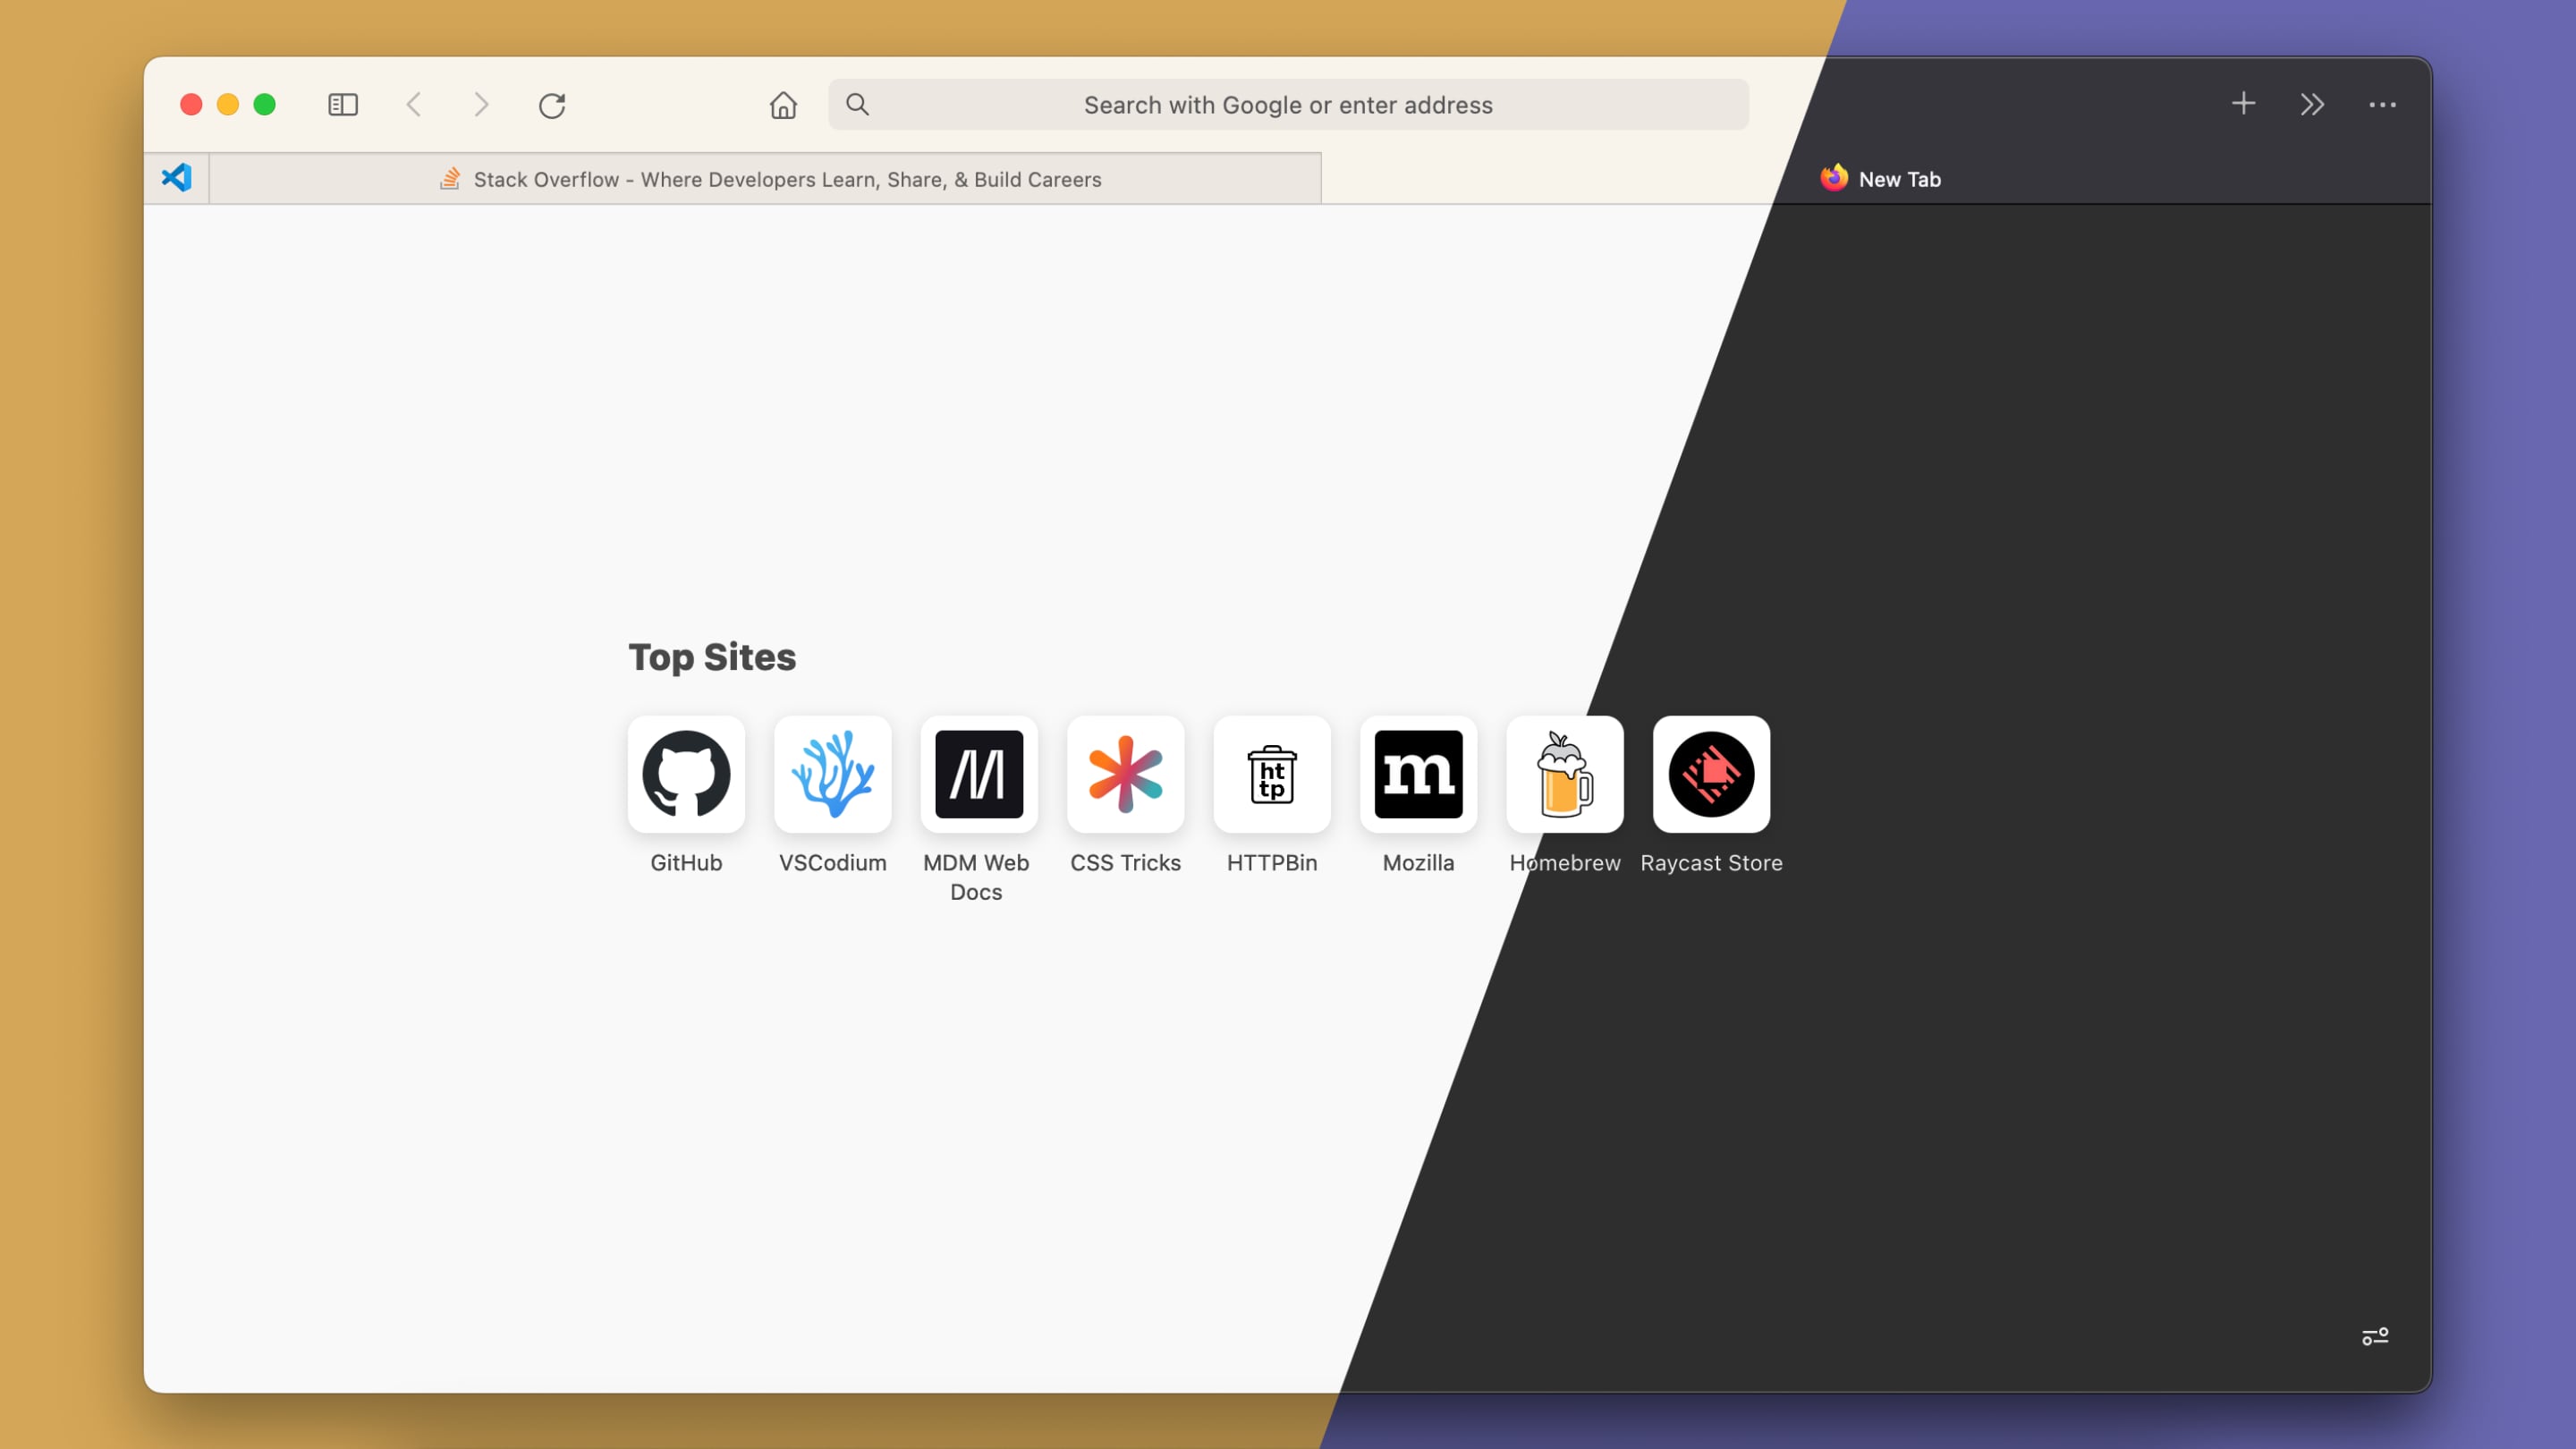 Search with Google or enter address
Stack Overflow - Where Developers Learn, Share, & Build Careers
New Tab
Top Sites
ht
tp
m
GitHub
VSCodium
MDM Web
Docs
CSS Tricks
HTTPBin
Mozilla
Homebrew
Raycast Store